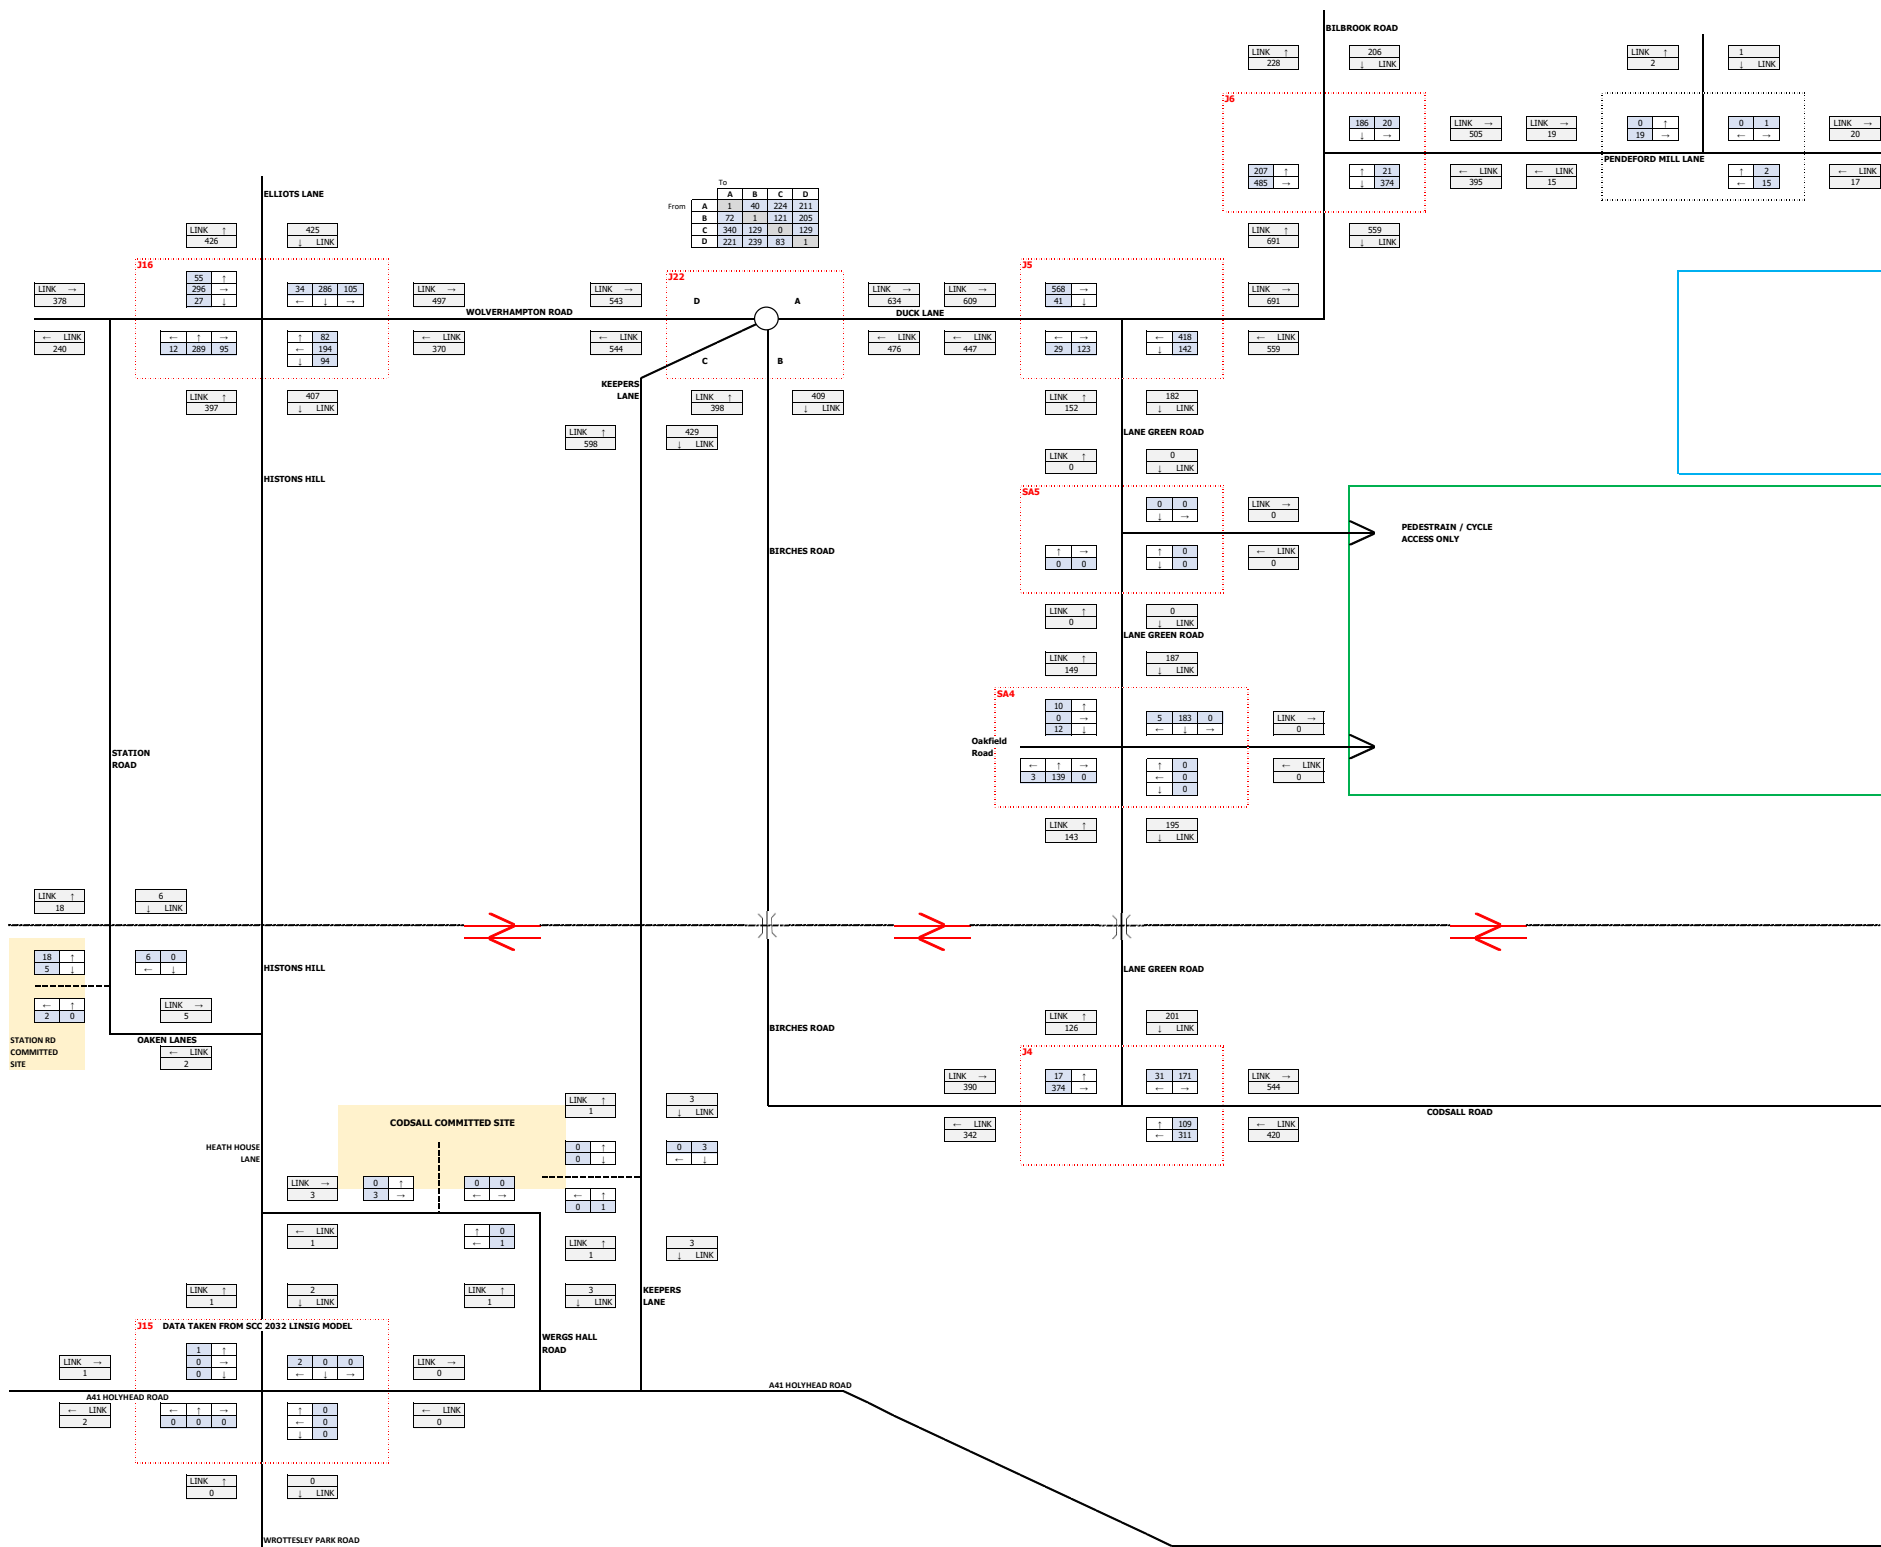 BILBROOK ROAD
LINK ↑ 206
228 ↓ LINK
LINK ↑ 1
2 ↓ LINK
J6
186 20
↓ →
LINK → LINK →
505 19
0 ↑ 0 1
19 → ← →
LINK →
20
PENDEFORD MILL LANE
207 ↑ ↑ 21
485 → ↓ 374
← LINK ← LINK
395 15
↑ 2
← 15
← LINK
17
LINK ↑ 559
691 ↓ LINK
ELLIOTS LANE
To
A B C D
From A 1 40 224 211
B 72 1 121 205
C 340 129 0 129
D 221 239 83 1
LINK ↑ 425
426 ↓ LINK
J16
LINK →
378
55 ↑
296 →
27 ↓
34 286 105
← ↓ →
LINK →
497
WOLVERHAMPTON ROAD
← LINK
240
← ↑ →
12 289 95
↑ 82
← 194
↓ 94
← LINK
370
LINK ↑ 407
397 ↓ LINK
J22
LINK →
543
D A
← LINK
544
C B
LINK → LINK →
634 609
DUCK LANE
← LINK ← LINK
476 447
KEEPERS
LANE
LINK ↑ 409
398 ↓ LINK
LINK ↑ 429
598 ↓ LINK
J5
568 →
41 ↓
LINK →
691
← →
29 123
← 418
↓ 142
← LINK
559
LINK ↑ 182
152 ↓ LINK
LANE GREEN ROAD
LINK ↑ 0
0 ↓ LINK
HISTONS HILL
SA5
0 0
↓ →
LINK →
0
PEDESTRAIN / CYCLE
ACCESS ONLY
BIRCHES ROAD
↑ → ↑ 0
0 0 ↓ 0
← LINK
0
LINK ↑ 0
0 ↓ LINK
LANE GREEN ROAD
LINK ↑ 187
149 ↓ LINK
SA4
10 ↑
0 →
12 ↓
5 183 0
← ↓ →
LINK →
0
Oakfield
Road
← ↑ →
3 139 0
↑ 0
← 0
↓ 0
← LINK
0
LINK ↑ 195
143 ↓ LINK
STATION
ROAD
LINK ↑ 6
18 ↓ LINK
18 ↑ 6 0
5 ↓ ← ↓
HISTONS HILL
LANE GREEN ROAD
← ↑ LINK →
2 0 5
STATION RD
COMMITTED
SITE
OAKEN LANES
← LINK
2
BIRCHES ROAD
LINK ↑ 201
126 ↓ LINK
J4
LINK →
390
17 ↑ 31 171
374 → ← →
LINK →
544
CODSALL ROAD
← LINK
342
↑ 109
← 311
← LINK
420
LINK ↑ 3
1 ↓ LINK
CODSALL COMMITTED SITE
HEATH HOUSE
LANE
0 ↑ 0 3
0 ↓ ← ↓
LINK → 0 ↑ 0 0
3 3 → ← →
← ↑
0 1
← LINK ↑ 0
1 ← 1
LINK ↑ 3
1 ↓ LINK
LINK ↑ 2
1 ↓ LINK
LINK ↑ 3
1 ↓ LINK
KEEPERS
LANE
J15 DATA TAKEN FROM SCC 2032 LINSIG MODEL
WERGS HALL
ROAD
LINK →
1
1 ↑
0 →
0 ↓
2 0 0
← ↓ →
LINK →
0
A41 HOLYHEAD ROAD
A41 HOLYHEAD ROAD
← LINK
2
← ↑ →
0 0 0
↑ 0
← 0
↓ 0
← LINK
0
LINK ↑ 0
0 ↓ LINK
WROTTESLEY PARK ROAD